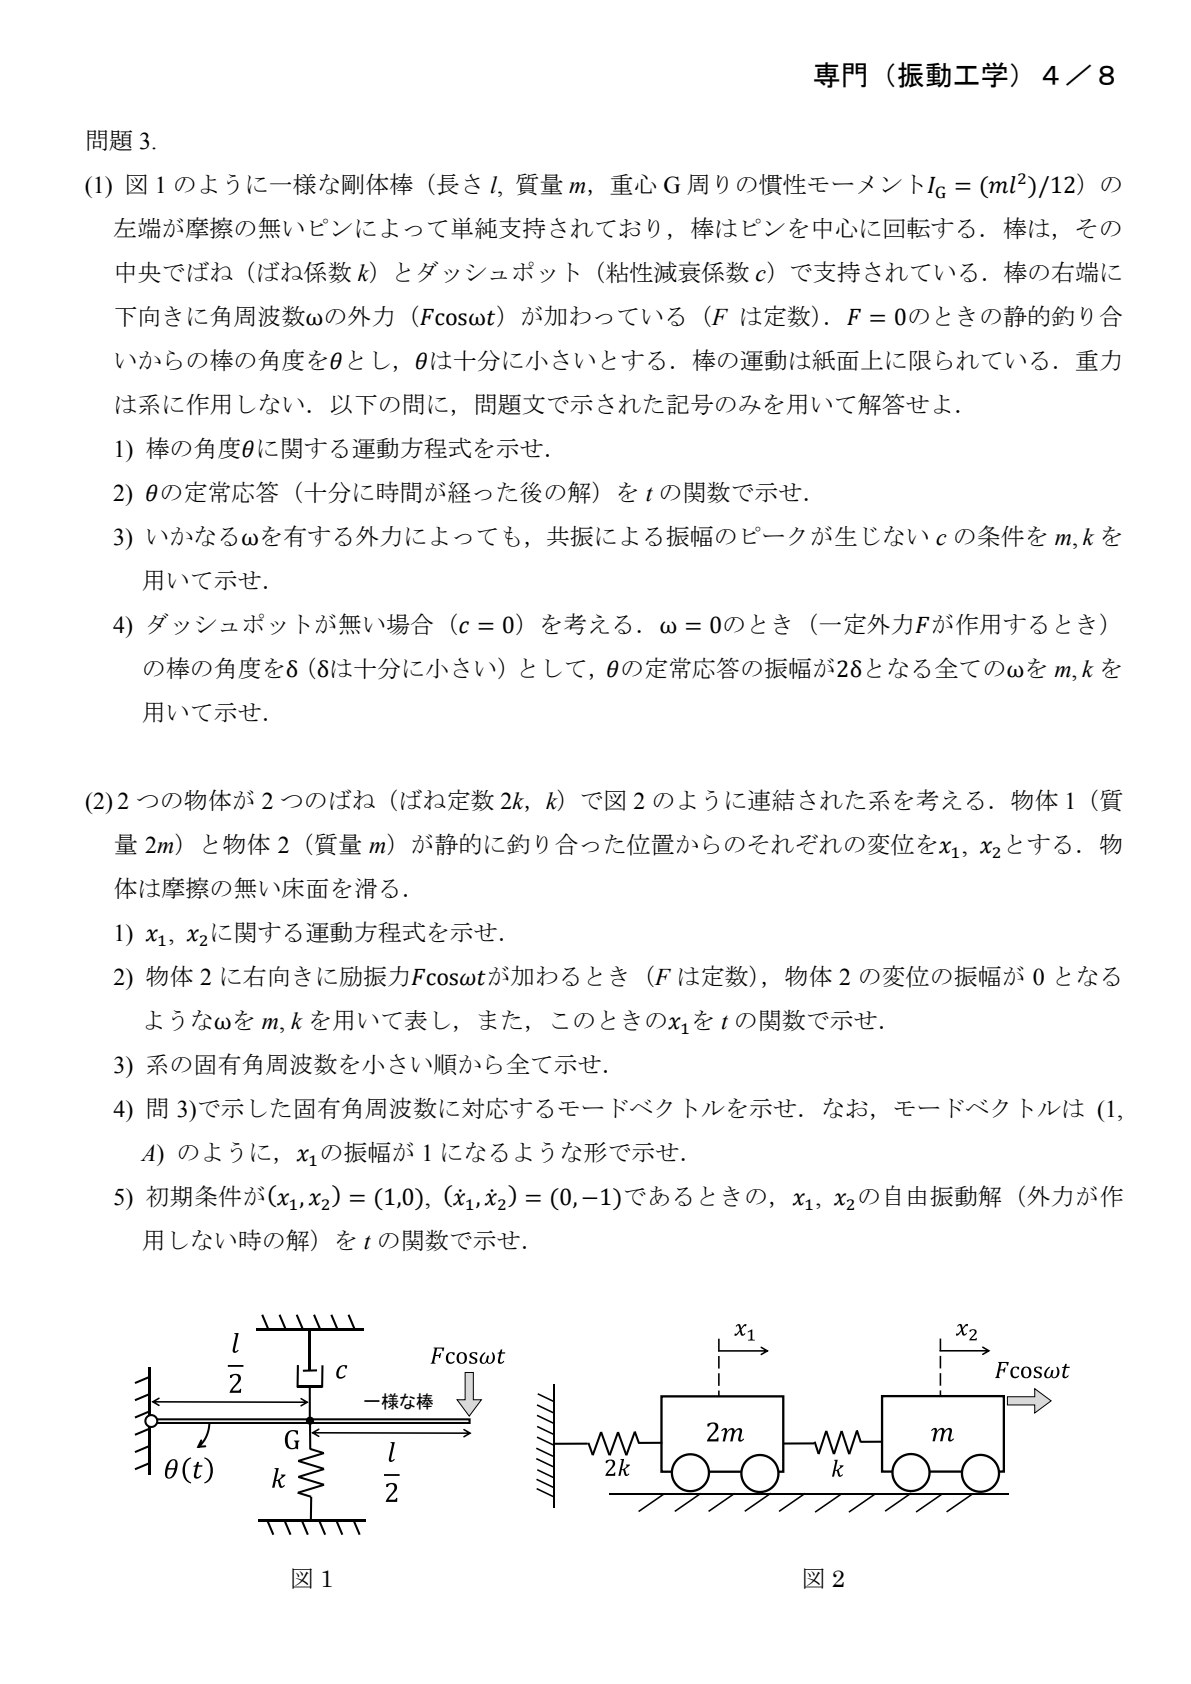 専門（振動工学）４／８
問題 3.
(1) 図 1 のように一様な剛体棒（長さ l, 質量 m，重心 G 周りの慣性モーメントI_G = (ml²)/12）の
左端が摩擦の無いピンによって単純支持されており，棒はピンを中心に回転する．棒は，その
中央でばね（ばね係数 k）とダッシュポット（粘性減衰係数 c）で支持されている．棒の右端に
下向きに角周波数ωの外力（Fcosωt）が加わっている（F は定数）．F = 0のときの静的釣り合
いからの棒の角度をθとし，θは十分に小さいとする．棒の運動は紙面上に限られている．重力
は系に作用しない．以下の問に，問題文で示された記号のみを用いて解答せよ．
1) 棒の角度θに関する運動方程式を示せ．
2) θの定常応答（十分に時間が経った後の解）を t の関数で示せ．
3) いかなるωを有する外力によっても，共振による振幅のピークが生じない c の条件を m, k を
用いて示せ．
4) ダッシュポットが無い場合（c = 0）を考える．ω = 0のとき（一定外力Fが作用するとき）
の棒の角度をδ（δは十分に小さい）として，θの定常応答の振幅が2δとなる全てのωを m, k を
用いて示せ．
(2) 2 つの物体が 2 つのばね（ばね定数 2k，k）で図 2 のように連結された系を考える．物体 1（質
量 2m）と物体 2（質量 m）が静的に釣り合った位置からのそれぞれの変位をx₁，x₂とする．物
体は摩擦の無い床面を滑る．
1) x₁，x₂に関する運動方程式を示せ．
2) 物体 2 に右向きに励振力Fcosωtが加わるとき（F は定数），物体 2 の変位の振幅が 0 となる
ようなωを m, k を用いて表し，また，このときのx₁を t の関数で示せ．
3) 系の固有角周波数を小さい順から全て示せ．
4) 問 3)で示した固有角周波数に対応するモードベクトルを示せ．なお，モードベクトルは (1,
A) のように，x₁の振幅が 1 になるような形で示せ．
5) 初期条件が(x₁, x₂) = (1,0)，(ẋ₁, ẋ₂) = (0, −1)であるときの，x₁，x₂の自由振動解（外力が作
用しない時の解）を t の関数で示せ．
l/2
c
Fcosωt
一様な棒
G
θ(t)
k
l/2
x₁
x₂
Fcosωt
2m
m
2k
k
図 1
図 2